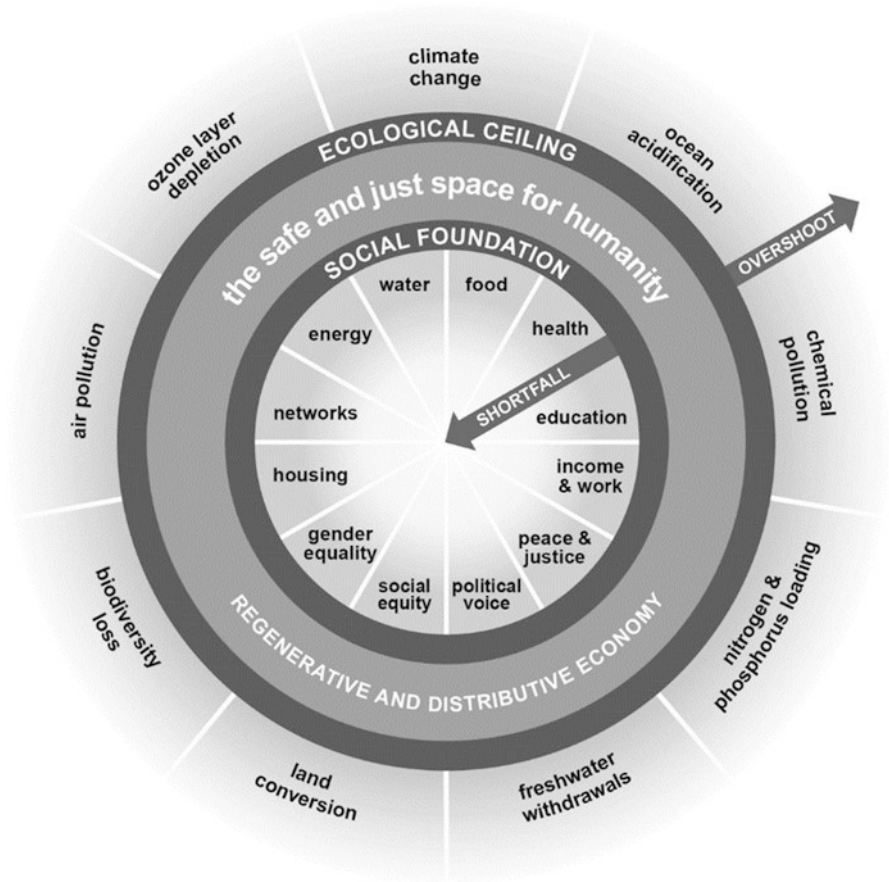 climate
change
ocean
acidification
OVERSHOOT
chemical
pollution
nitrogen &
phosphorus loading
freshwater
withdrawals
land
conversion
biodiversity
loss
air pollution
ozone layer
depletion
ECOLOGICAL CEILING
the safe and just space for humanity
SOCIAL FOUNDATION
water
food
health
SHORTFALL
education
income
& work
peace &
justice
political
voice
social
equity
gender
equality
housing
networks
energy
REGENERATIVE AND DISTRIBUTIVE ECONOMY